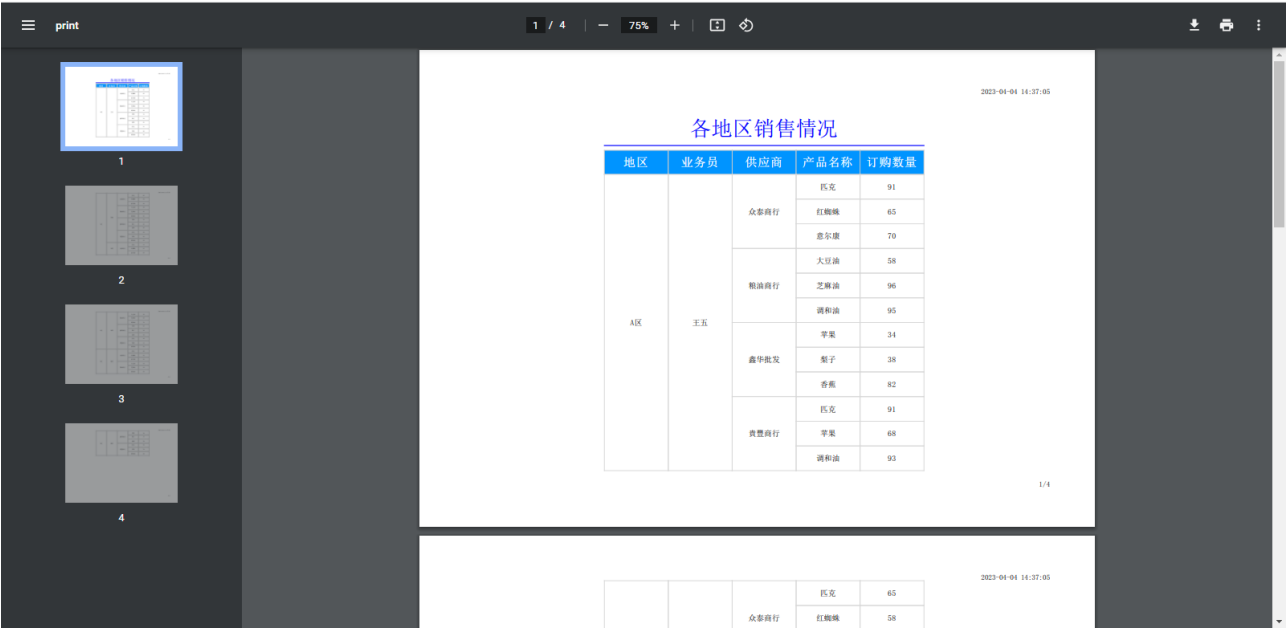 print
1 / 4
75%
1
2
3
4
2023-04-04 14:37:05
各地区销售情况
地区 业务员 供应商 产品名称 订购数量
A区 王五 众泰商行 匹克 91
红蜘蛛 65
意尔康 70
粮油商行 大豆油 58
芝麻油 96
调和油 95
鑫华批发 苹果 34
梨子 38
香蕉 82
贵豐商行 匹克 91
苹果 68
调和油 93
1/4
2023-04-04 14:37:05
匹克 65
众泰商行 红蜘蛛 58